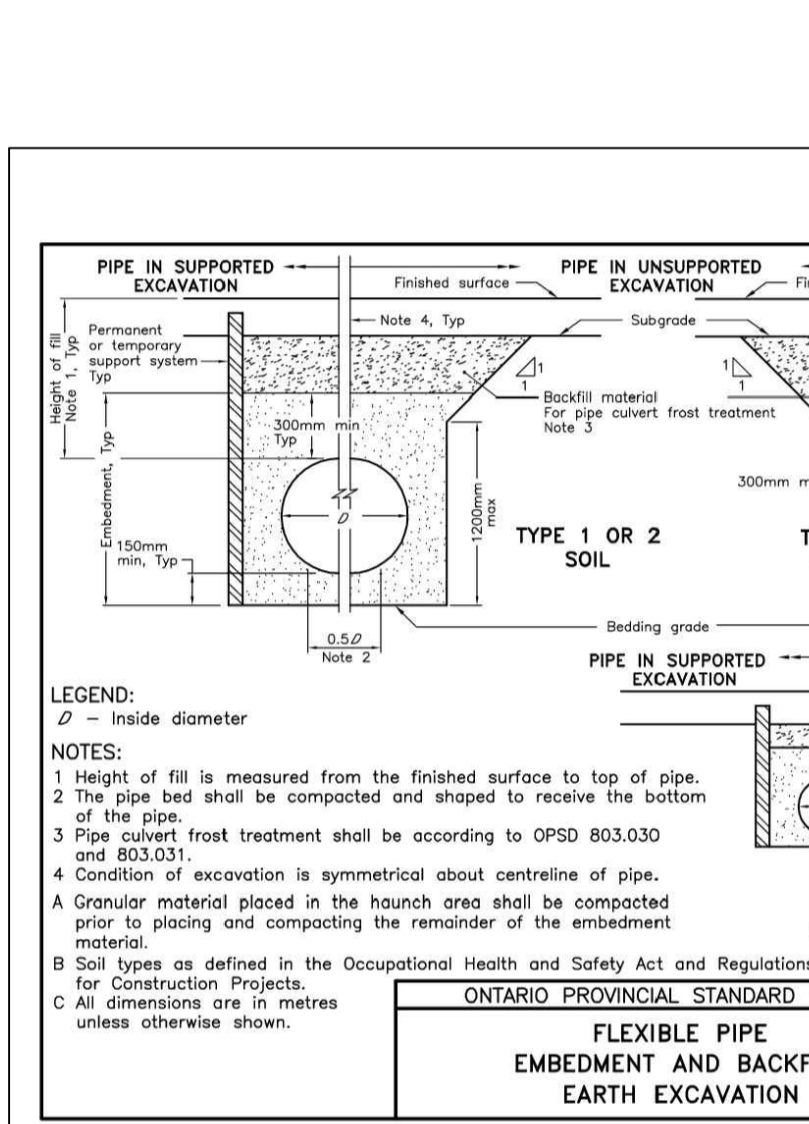 PIPE IN SUPPORTED
EXCAVATION
Finished surface
PIPE IN UNSUPPORTED
EXCAVATION
Permanent
or temporary
support system
Typ
Note 4, Typ
Subgrade
Height of fill
Note 1, Typ
1
1
1
1
Backfill material
For pipe culvert frost treatment
Note 3
300mm min
Typ
Embedment, Typ
1200mm
max
300mm
D
TYPE 1 OR 2
SOIL
150mm
min, Typ
0.5D
Note 2
Bedding grade
PIPE IN SUPPORTED
EXCAVATION
LEGEND:
D – Inside diameter
NOTES:
1 Height of fill is measured from the finished surface to top of pipe.
2 The pipe bed shall be compacted and shaped to receive the bottom
of the pipe.
3 Pipe culvert frost treatment shall be according to OPSD 803.030
and 803.031.
4 Condition of excavation is symmetrical about centreline of pipe.
A Granular material placed in the haunch area shall be compacted
prior to placing and compacting the remainder of the embedment
material.
B Soil types as defined in the Occupational Health and Safety Act and Regulations
for Construction Projects.
C All dimensions are in metres
unless otherwise shown.
ONTARIO PROVINCIAL STANDARD
FLEXIBLE PIPE
EMBEDMENT AND BACKF
EARTH EXCAVATION